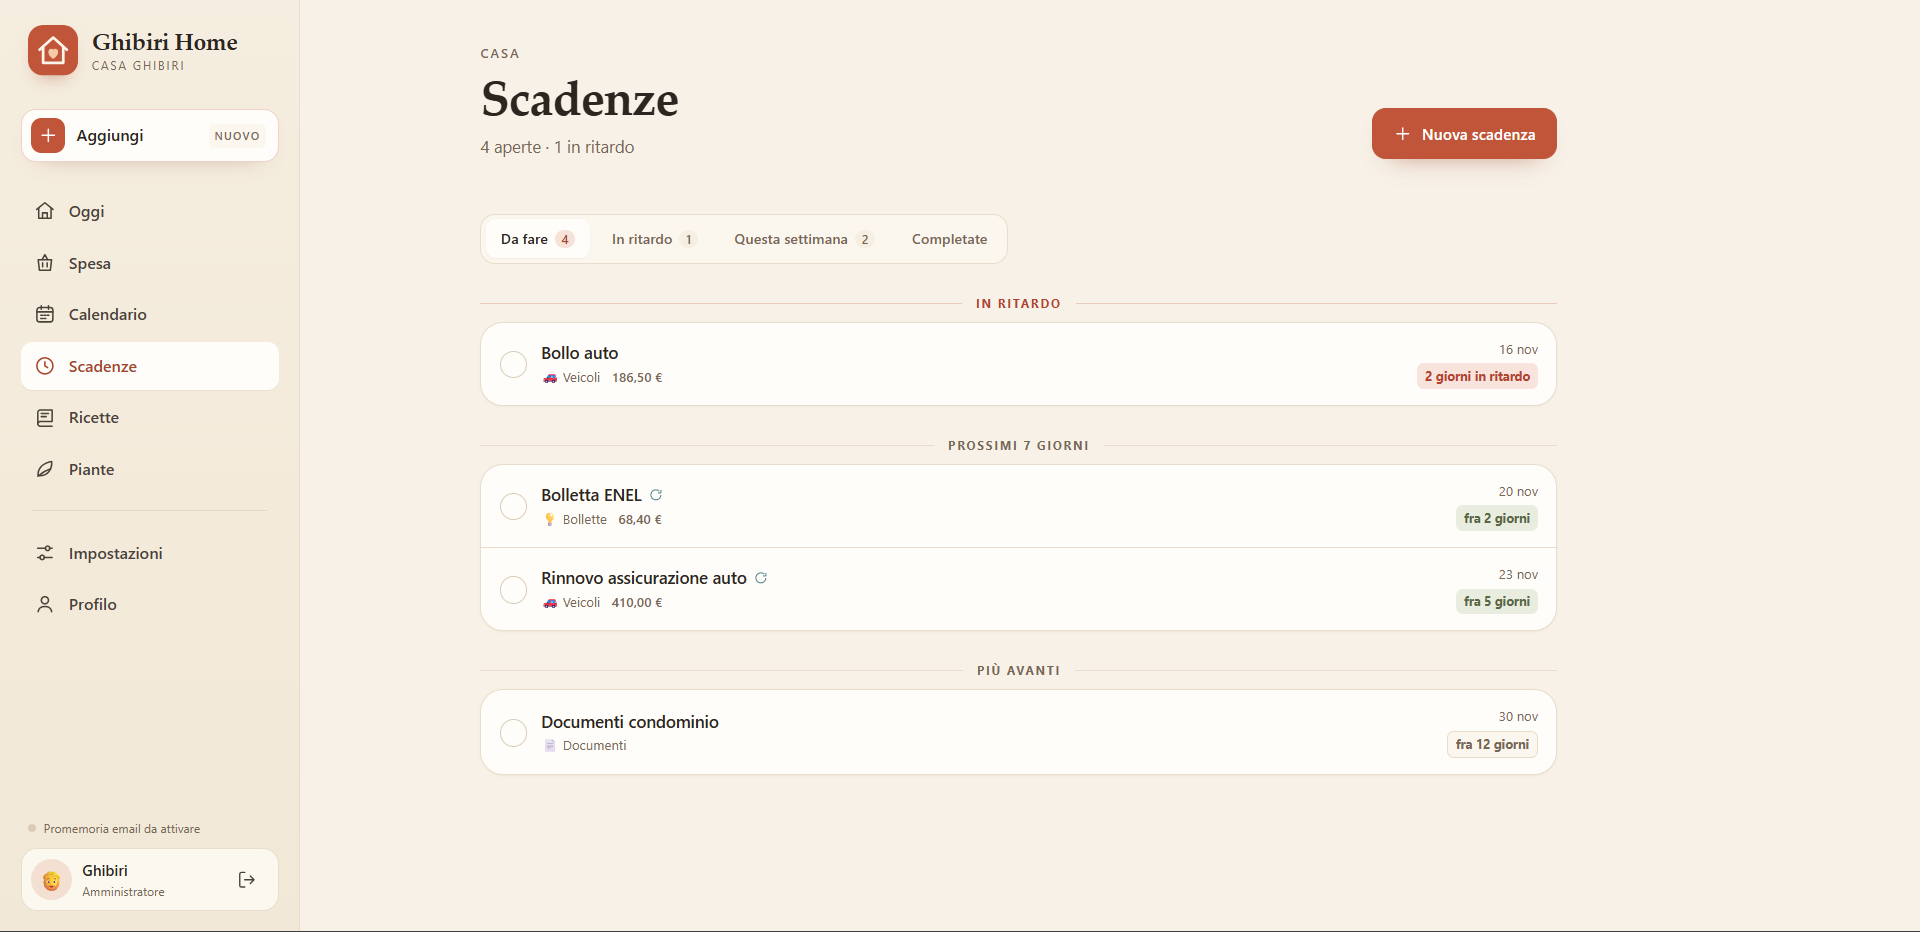 Ghibiri Home
CASA GHIBIRI
Aggiungi NUOVO
Oggi
Spesa
Calendario
Scadenze
Ricette
Piante
Impostazioni
Profilo
Promemoria email da attivare
Ghibiri
Amministratore
CASA
Scadenze
4 aperte · 1 in ritardo
Nuova scadenza
Da fare 4 In ritardo 1 Questa settimana 2 Completate
IN RITARDO
Bollo auto
Veicoli 186,50 €
16 nov
2 giorni in ritardo
PROSSIMI 7 GIORNI
Bolletta ENEL
Bollette 68,40 €
20 nov
fra 2 giorni
Rinnovo assicurazione auto
Veicoli 410,00 €
23 nov
fra 5 giorni
PIÙ AVANTI
Documenti condominio
Documenti
30 nov
fra 12 giorni